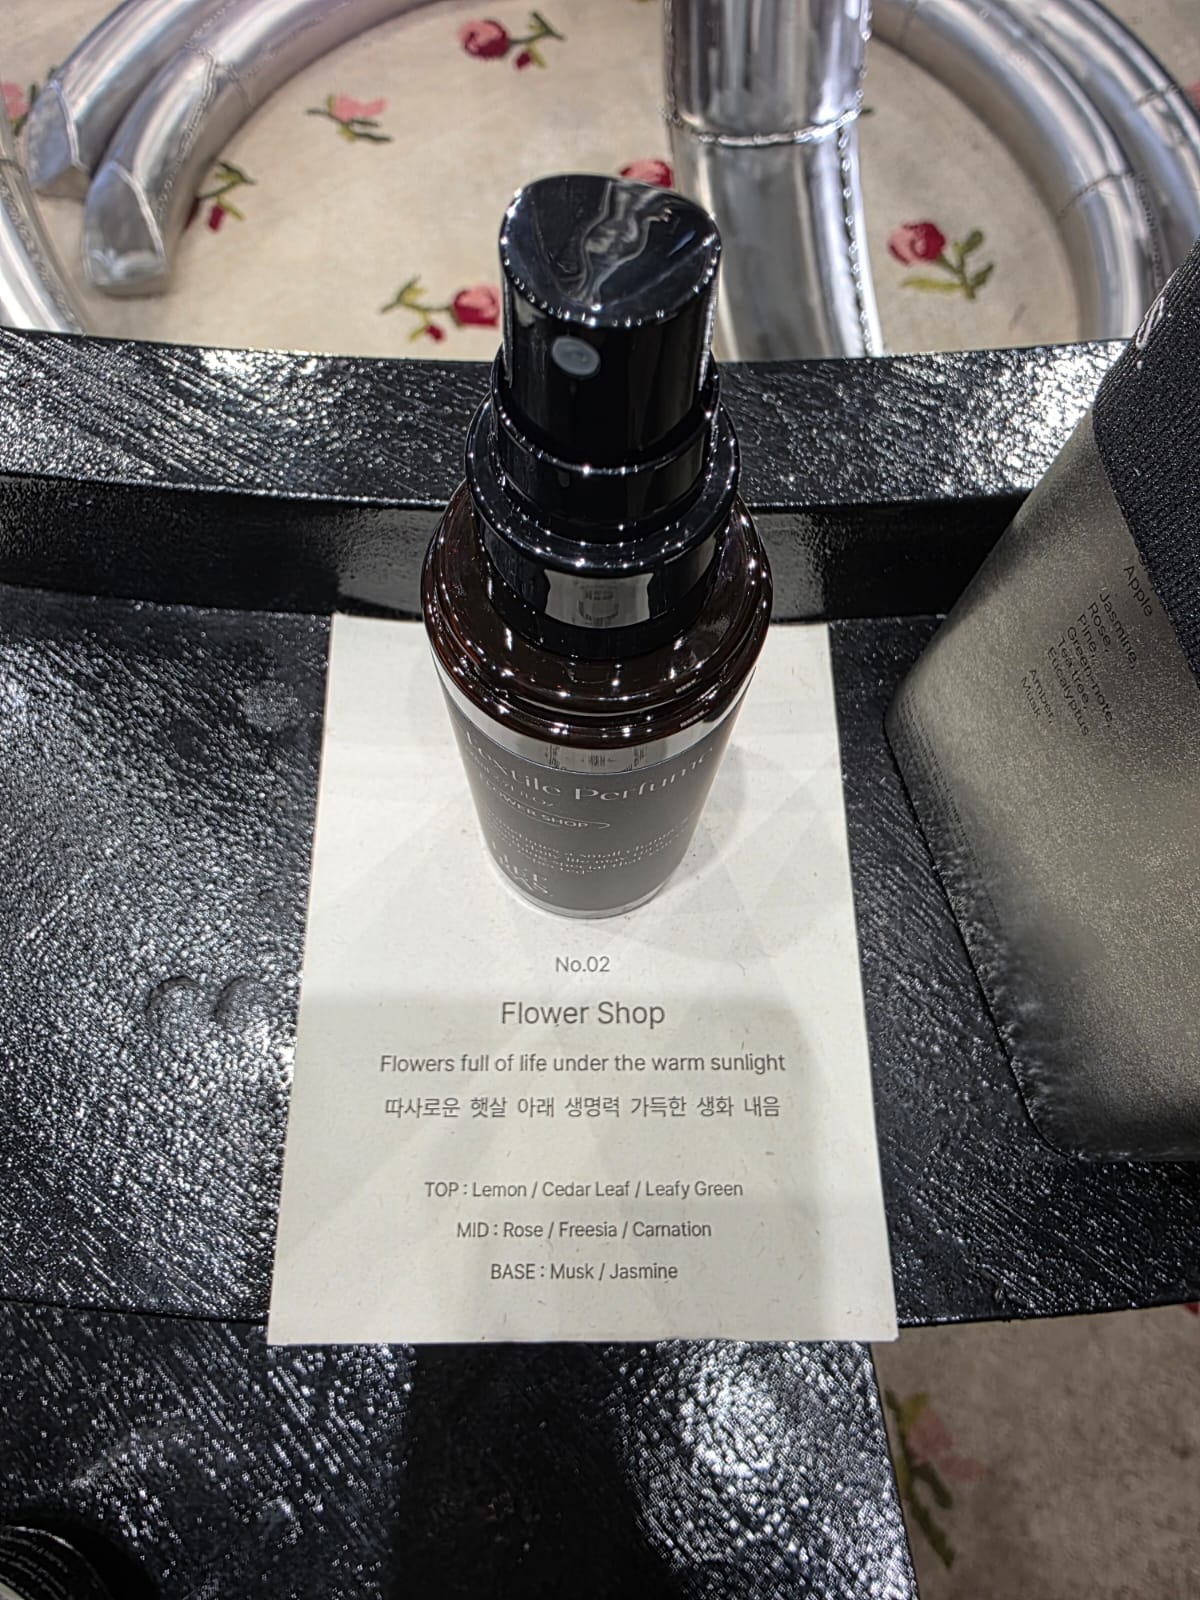 Textile Perfume
FLOWER SHOP
No.02
Flower Shop
Flowers full of life under the warm sunlight
따사로운 햇살 아래 생명력 가득한 생화 내음
TOP : Lemon / Cedar Leaf / Leafy Green
MID : Rose / Freesia / Carnation
BASE : Musk / Jasmine
Apple
Jasmine,
Rose,
Pine,
Green-note,
Tea tree,
Eucalyptus
Amber,
Musk